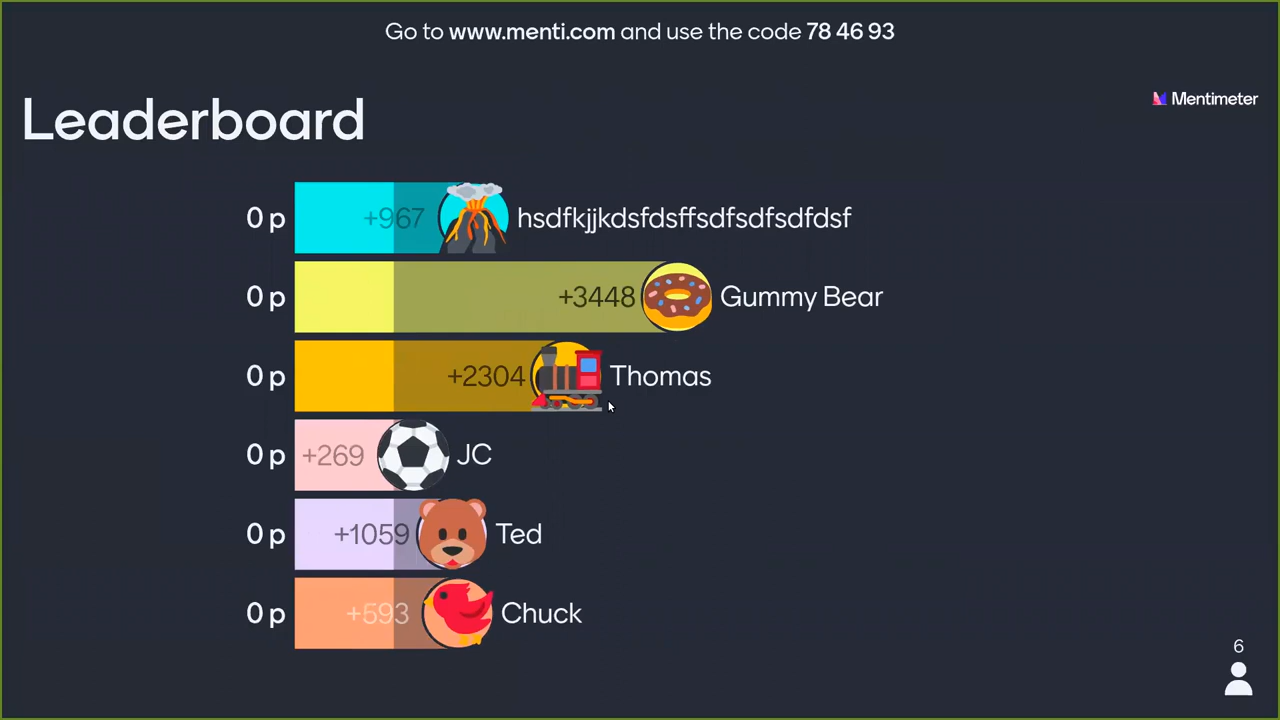 Go to www.menti.com and use the code 78 46 93
Mentimeter
Leaderboard
0 p +967 hsdfkjjkdsfdsffsdfsdfsdfdsf
0 p +3448 Gummy Bear
0 p +2304 Thomas
0 p +269 JC
0 p +1059 Ted
0 p +593 Chuck
6